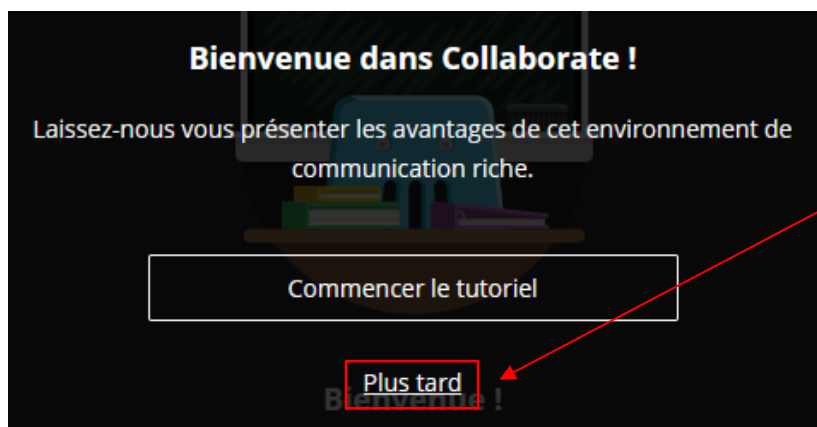 Bienvenue dans Collaborate !
Laissez-nous vous présenter les avantages de cet environnement de
communication riche.
Commencer le tutoriel
Plus tard
Bienvenue !